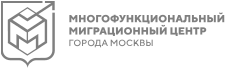 МНОГОФУНКЦИОНАЛЬНЫЙ
МИГРАЦИОННЫЙ ЦЕНТР
ГОРОДА МОСКВЫ